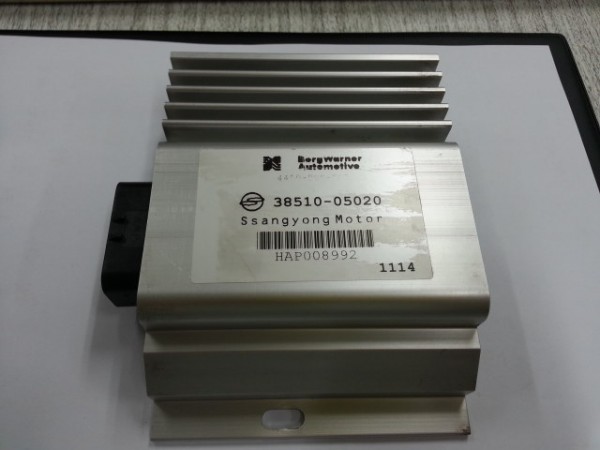 BorgWarner
Automotive
38510-05020
Ssangyong Motor
HAP008992
1114